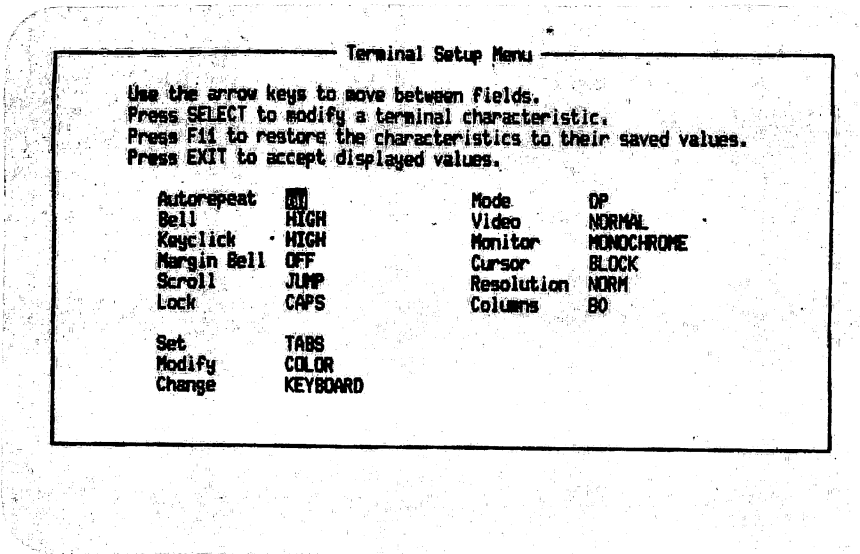 Terminal Setup Menu
Use the arrow keys to move between fields.
Press SELECT to modify a terminal characteristic.
Press F11 to restore the characteristics to their saved values.
Press EXIT to accept displayed values.
Autorepeat
Bell HIGH
Keyclick HIGH
Margin Bell OFF
Scroll JUMP
Lock CAPS
Set TABS
Modify COLOR
Change KEYBOARD
Mode DP
Video NORMAL
Monitor MONOCHROME
Cursor BLOCK
Resolution NORM
Columns 80